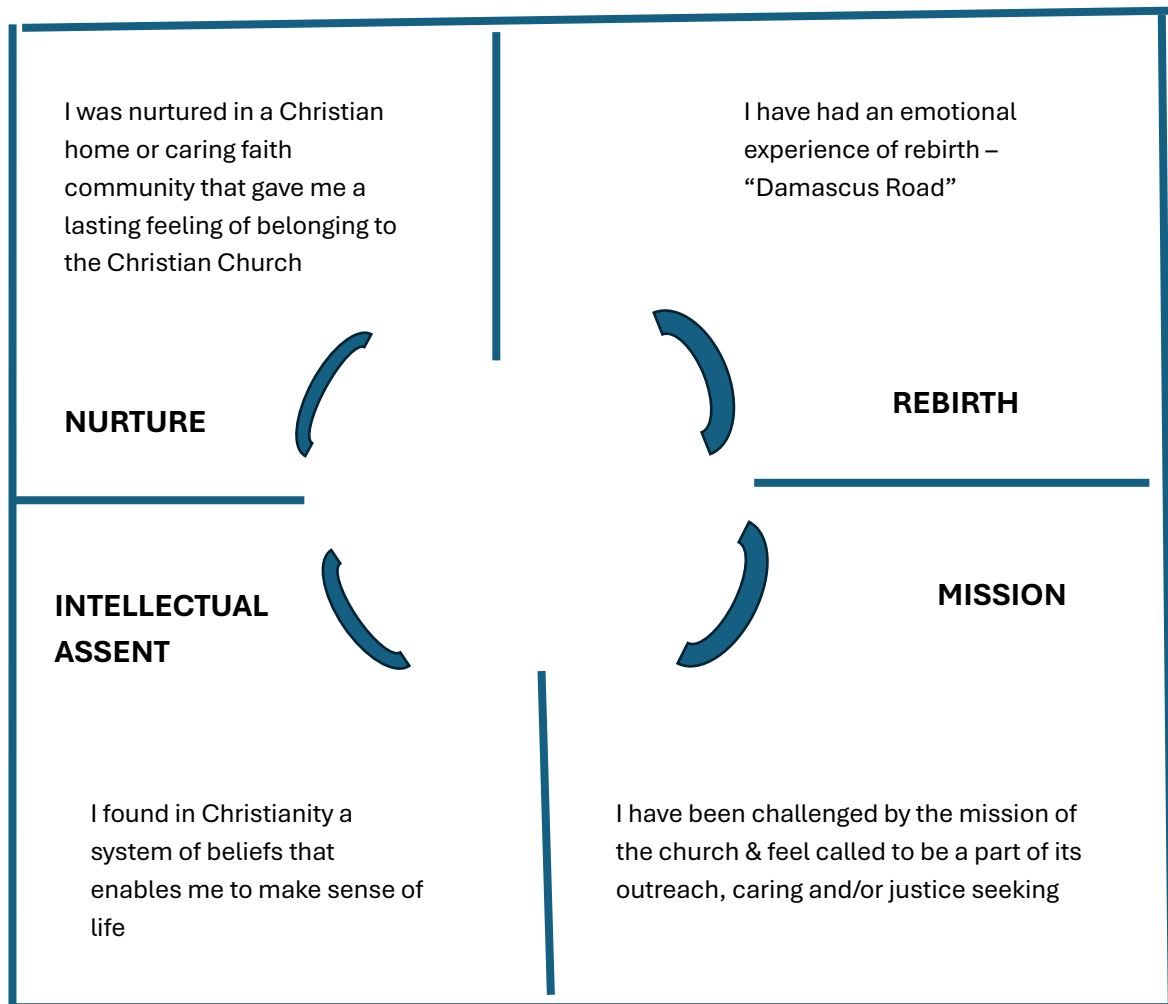 I was nurtured in a Christian
home or caring faith
community that gave me a
lasting feeling of belonging to
the Christian Church
NURTURE
I have had an emotional
experience of rebirth –
“Damascus Road”
REBIRTH
INTELLECTUAL
ASSENT
I found in Christianity a
system of beliefs that
enables me to make sense of
life
MISSION
I have been challenged by the mission of
the church & feel called to be a part of its
outreach, caring and/or justice seeking